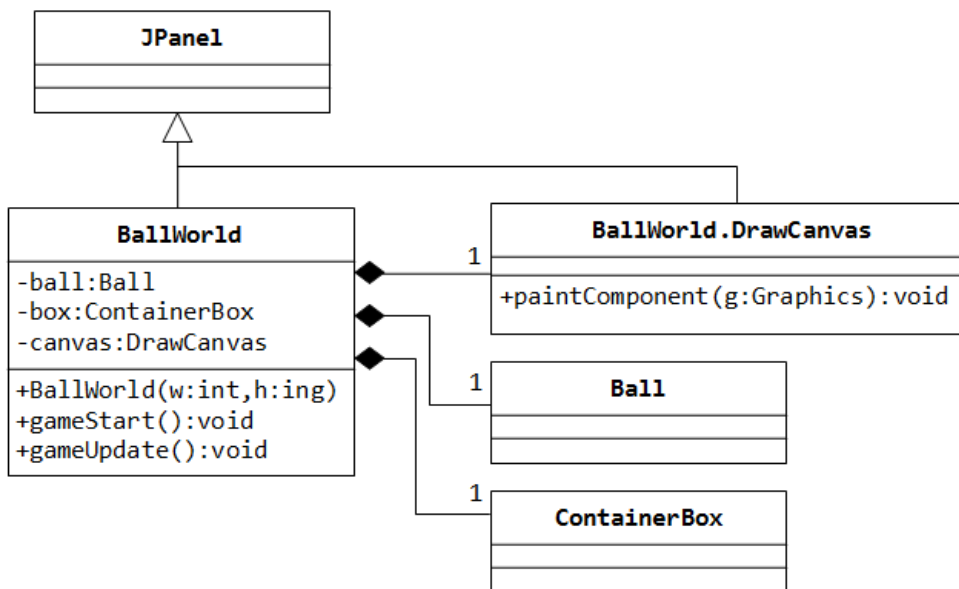 JPanel
BallWorld
-ball:Ball
-box:ContainerBox
-canvas:DrawCanvas
+BallWorld(w:int,h:ing)
+gameStart():void
+gameUpdate():void
1
BallWorld.DrawCanvas
+paintComponent(g:Graphics):void
1
Ball
1
ContainerBox